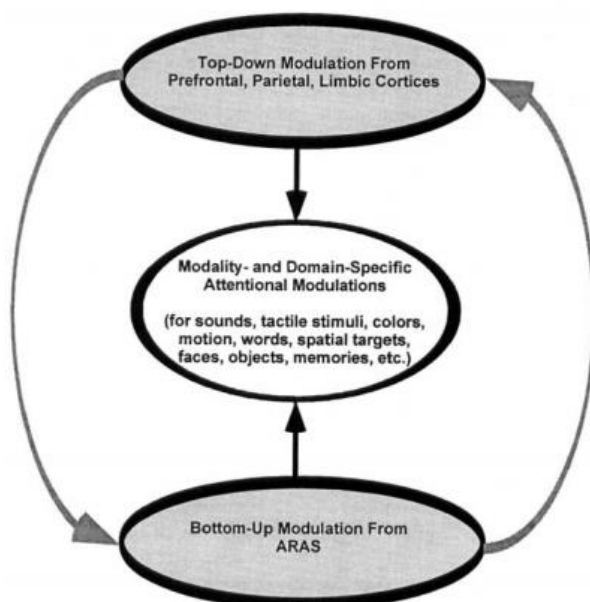 Top-Down Modulation From
Prefrontal, Parietal, Limbic Cortices
Modality- and Domain-Specific
Attentional Modulations
(for sounds, tactile stimuli, colors,
motion, words, spatial targets,
faces, objects, memories, etc.)
Bottom-Up Modulation From
ARAS